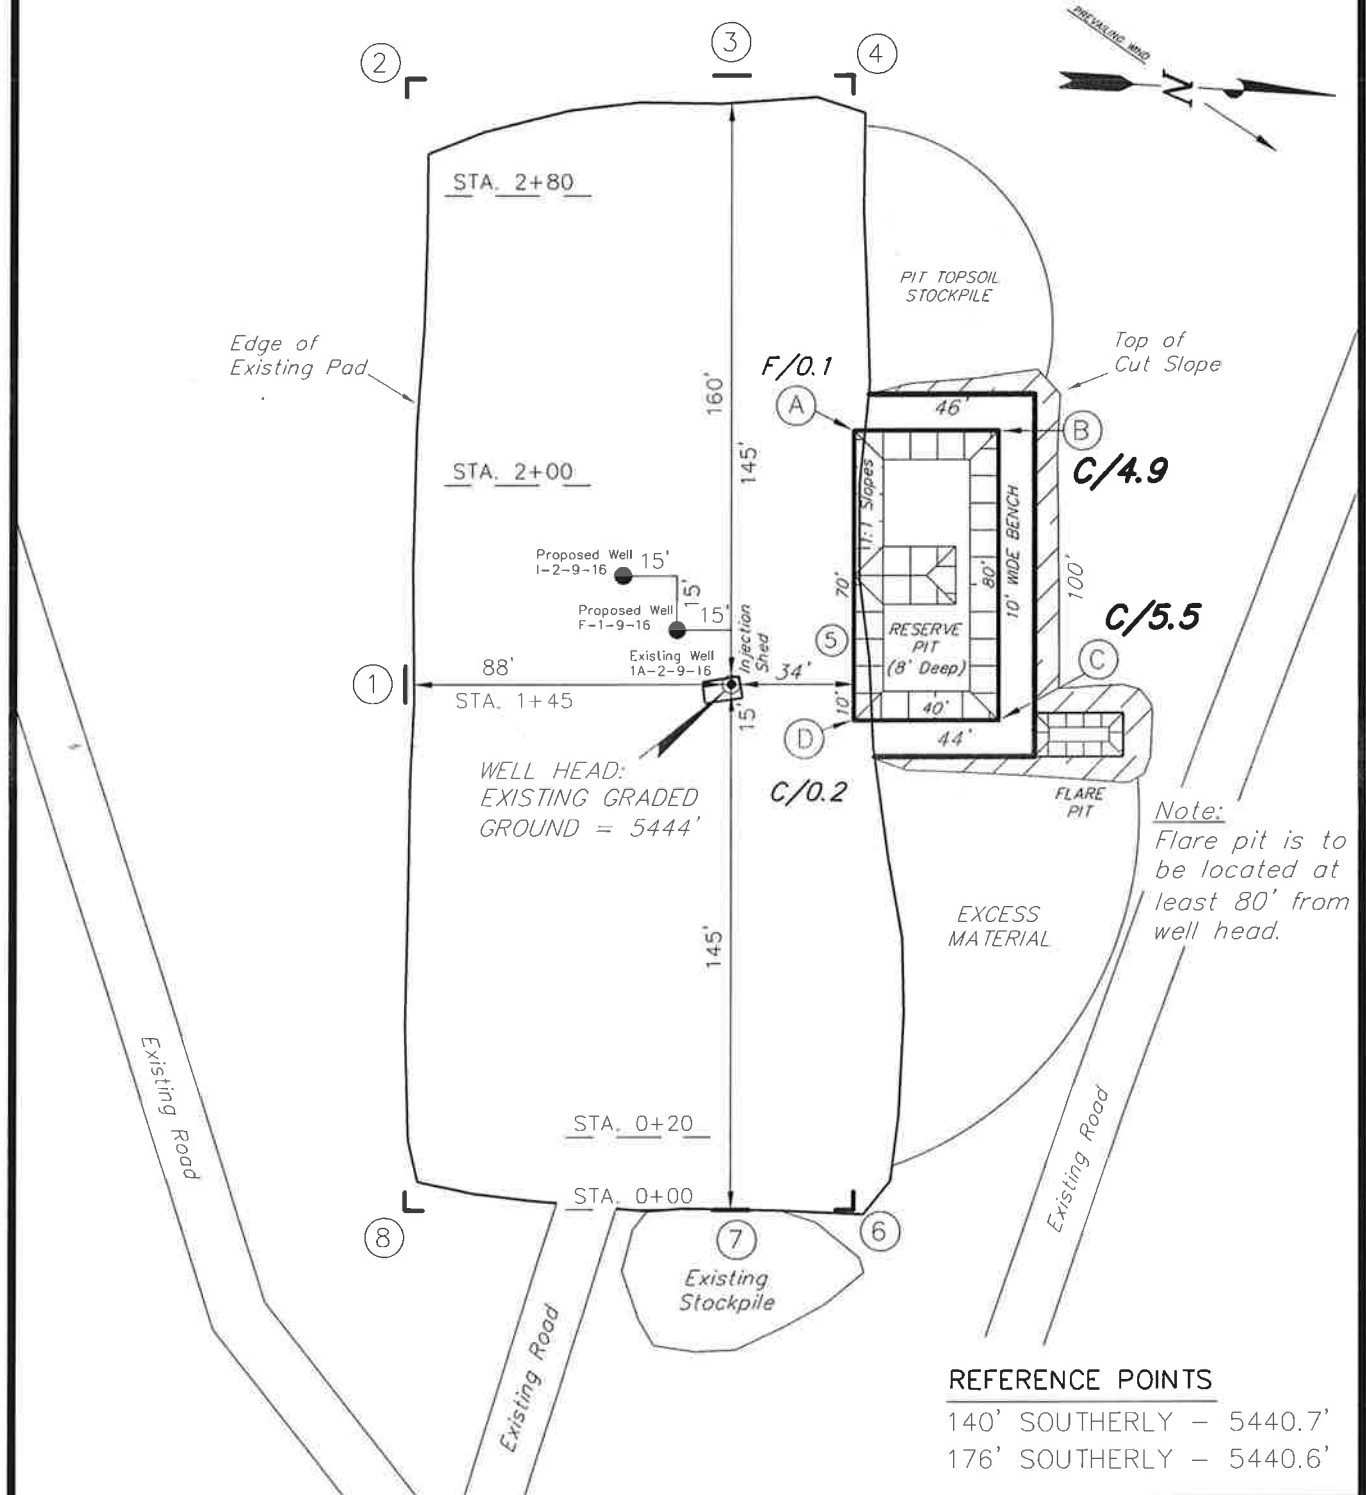 PREVAILING WIND
N
3
4
2
STA. 2+80
PIT TOPSOIL
STOCKPILE
Edge of
Existing Pad
Top of
Cut Slope
F/0.1
160'
46'
A
B
145'
C/4.9
STA. 2+00
1:1 Slopes
10' WIDE BENCH
Proposed Well
I-2-9-16
15'
15'
80'
100'
70'
Proposed Well
F-1-9-16
15'
C/5.5
Injection
Shed
5
RESERVE
PIT
(8' Deep)
Existing Well
1A-2-9-16
C
88'
34'
1
STA. 1+45
15'
10'
40'
D
44'
WELL HEAD:
EXISTING GRADED
GROUND = 5444'
C/0.2
FLARE
PIT
Note:
Flare pit is to
be located at
least 80' from
well head.
EXCESS
MATERIAL
145'
Existing Road
Existing Road
STA. 0+20
STA. 0+00
8
7
6
Existing
Stockpile
Existing Road
REFERENCE POINTS
140' SOUTHERLY - 5440.7'
176' SOUTHERLY - 5440.6'